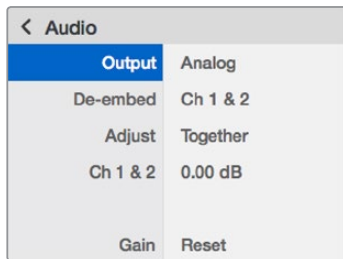 < Audio
Output Analog
De-embed Ch 1 & 2
Adjust Together
Ch 1 & 2 0.00 dB
Gain Reset